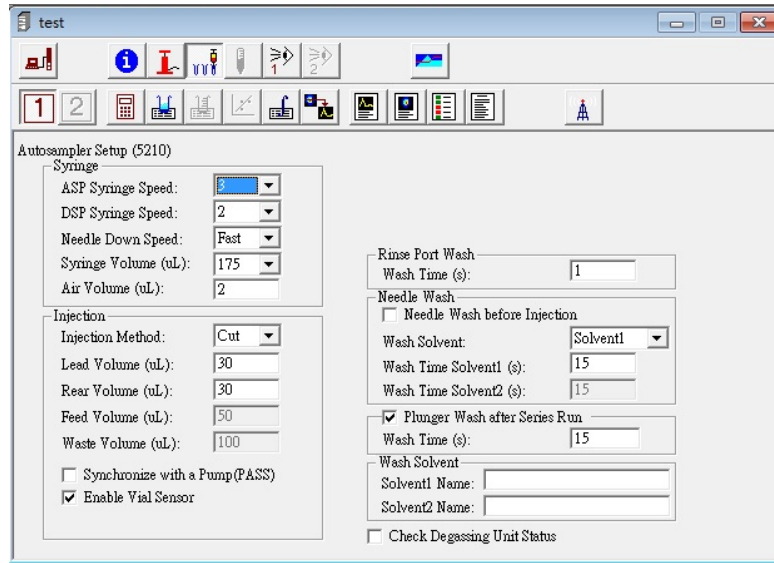 test
1
2
1 2
Autosampler Setup (5210)
Syringe
ASP Syringe Speed: 3
DSP Syringe Speed: 2
Needle Down Speed: Fast
Syringe Volume (uL): 175
Air Volume (uL): 2
Injection
Injection Method: Cut
Lead Volume (uL): 30
Rear Volume (uL): 30
Feed Volume (uL): 50
Waste Volume (uL): 100
Synchronize with a Pump(PASS)
Enable Vial Sensor
Rinse Port Wash
Wash Time (s): 1
Needle Wash
Needle Wash before Injection
Wash Solvent: Solvent1
Wash Time Solvent1 (s): 15
Wash Time Solvent2 (s): 15
Plunger Wash after Series Run
Wash Time (s): 15
Wash Solvent
Solvent1 Name:
Solvent2 Name:
Check Degassing Unit Status